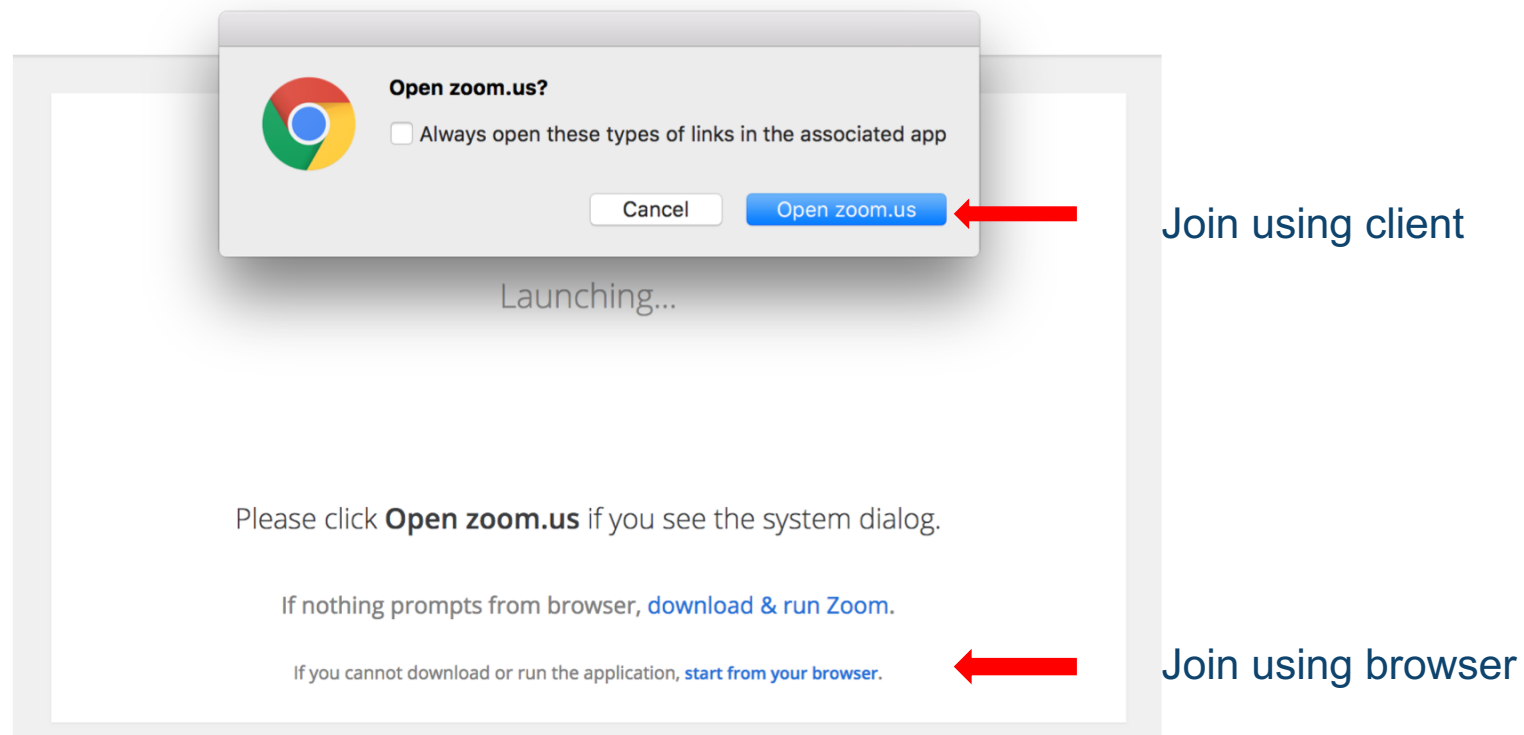 Open zoom.us?
Always open these types of links in the associated app
Cancel
Open zoom.us
Join using client
Launching...
Please click Open zoom.us if you see the system dialog.
If nothing prompts from browser, download & run Zoom.
If you cannot download or run the application, start from your browser.
Join using browser